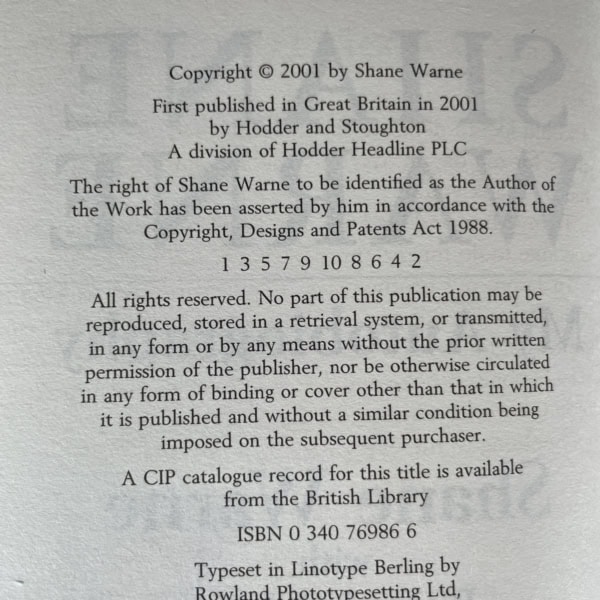 Copyright © 2001 by Shane Warne
First published in Great Britain in 2001
by Hodder and Stoughton
A division of Hodder Headline PLC
The right of Shane Warne to be identified as the Author of
the Work has been asserted by him in accordance with the
Copyright, Designs and Patents Act 1988.
1 3 5 7 9 10 8 6 4 2
All rights reserved. No part of this publication may be
reproduced, stored in a retrieval system, or transmitted,
in any form or by any means without the prior written
permission of the publisher, nor be otherwise circulated
in any form of binding or cover other than that in which
it is published and without a similar condition being
imposed on the subsequent purchaser.
A CIP catalogue record for this title is available
from the British Library
ISBN 0 340 76986 6
Typeset in Linotype Berling by
Rowland Phototypesetting Ltd,